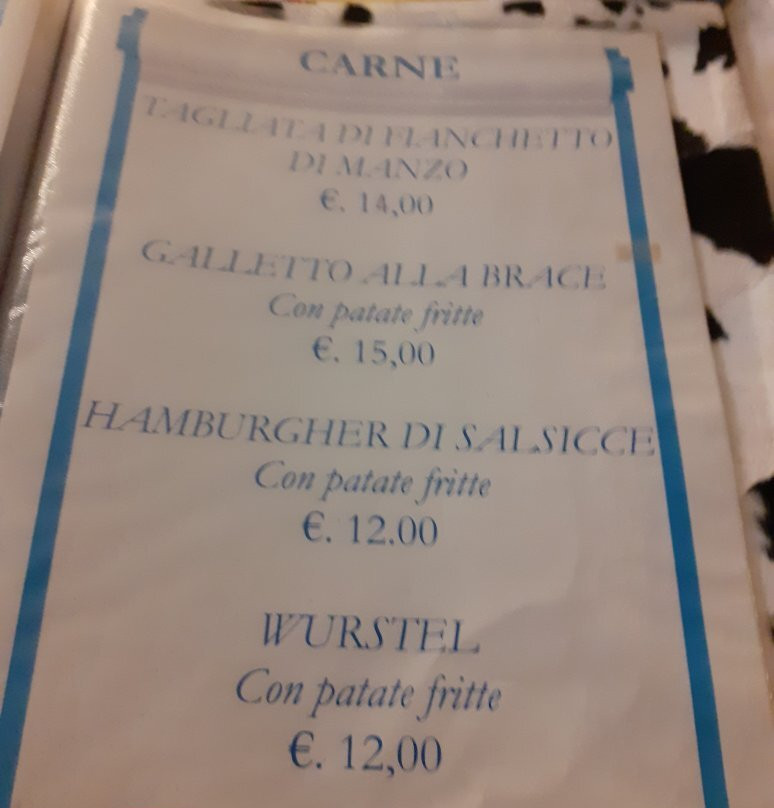 CARNE
TAGLIATA DI FIANCHETTO
DI MANZO
€. 14,00
GALLETTO ALLA BRACE
Con patate fritte
€. 15,00
HAMBURGHER DI SALSICCE
Con patate fritte
€. 12.00
WURSTEL
Con patate fritte
€. 12,00